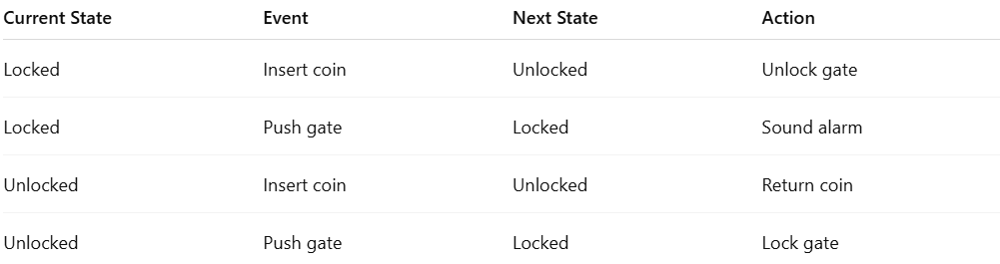 Current State Event Next State Action
Locked Insert coin Unlocked Unlock gate
Locked Push gate Locked Sound alarm
Unlocked Insert coin Unlocked Return coin
Unlocked Push gate Locked Lock gate